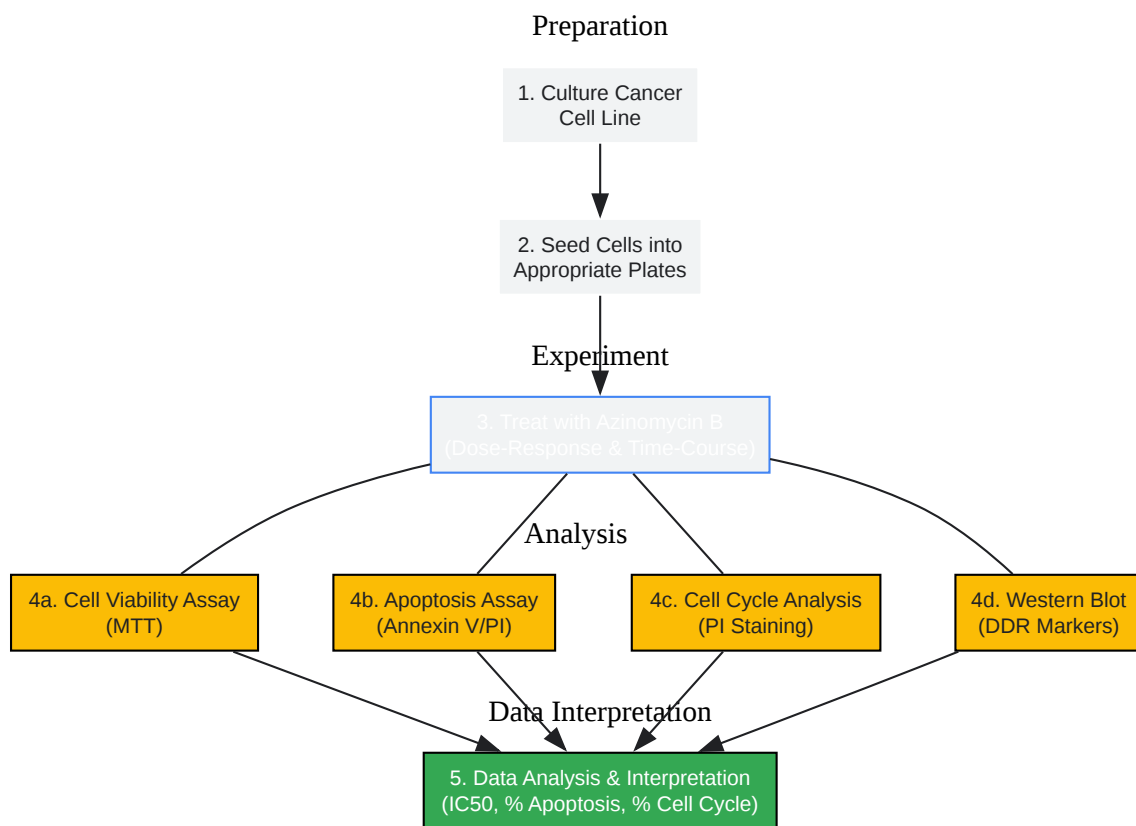 Preparation
1. Culture Cancer
Cell Line
2. Seed Cells into
Appropriate Plates
Experiment
3. Treat with Azinomycin B
(Dose-Response & Time-Course)
Analysis
4a. Cell Viability Assay
(MTT)
4b. Apoptosis Assay
(Annexin V/PI)
4c. Cell Cycle Analysis
(PI Staining)
4d. Western Blot
(DDR Markers)
Data Interpretation
5. Data Analysis & Interpretation
(IC50, % Apoptosis, % Cell Cycle)